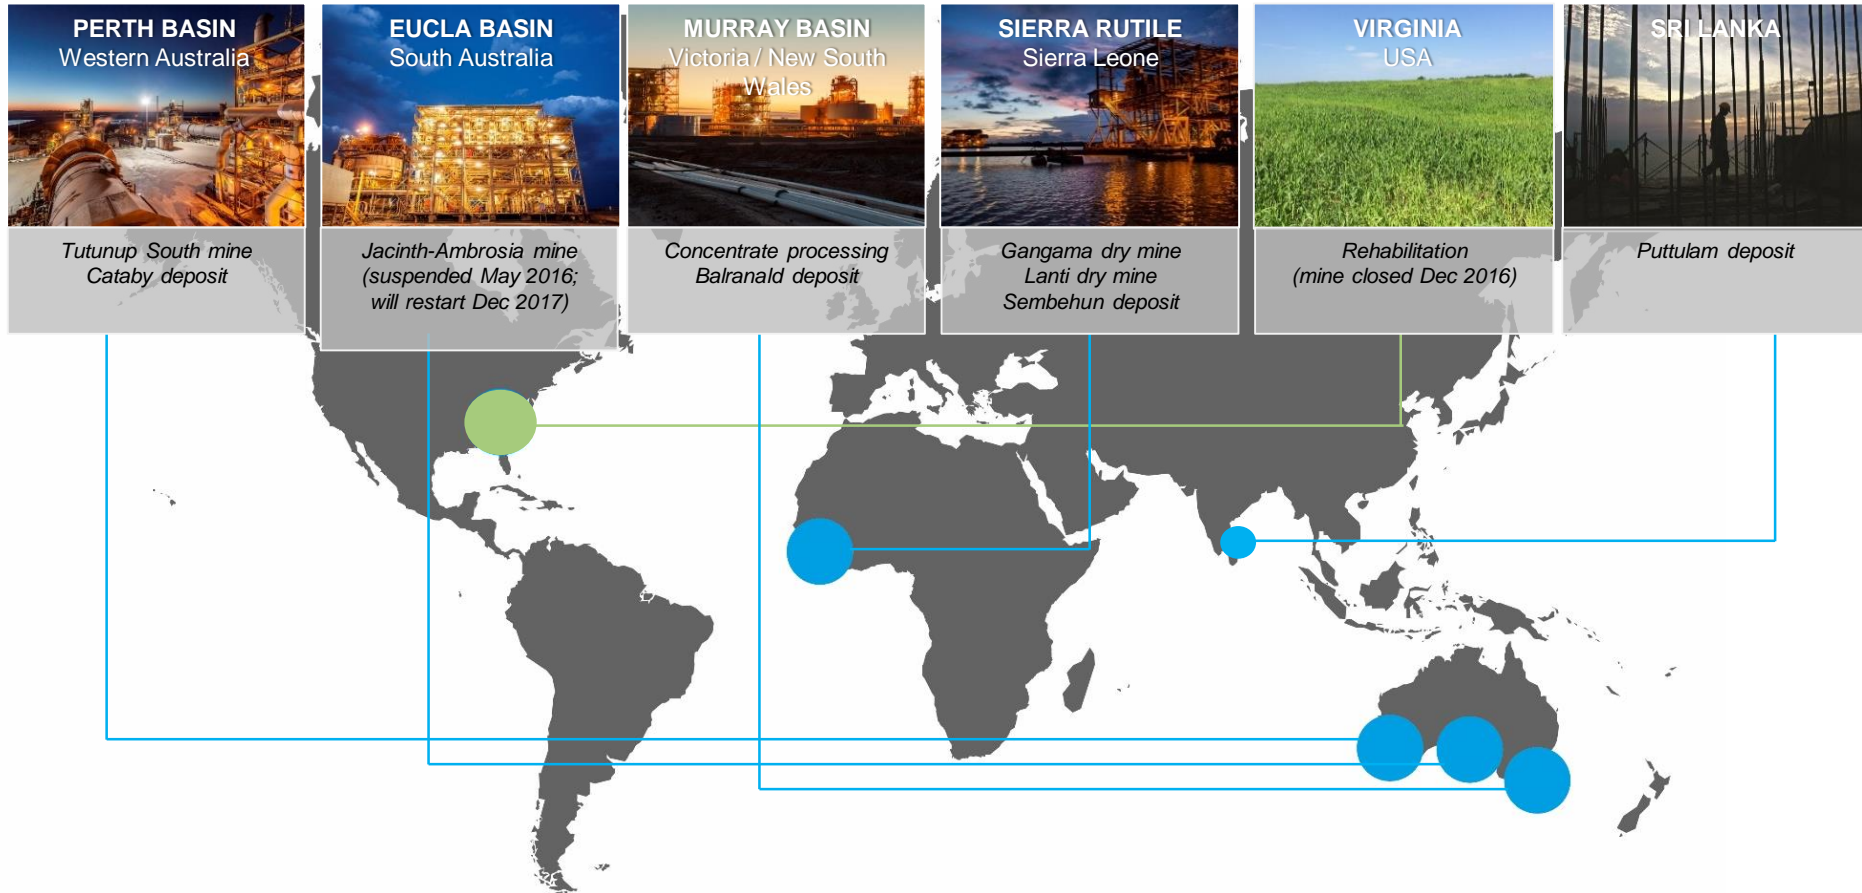 PERTH BASIN
Western Australia
Tutunup South mine
Cataby deposit
EUCLA BASIN
South Australia
Jacinth-Ambrosia mine
(suspended May 2016;
will restart Dec 2017)
MURRAY BASIN
Victoria / New South
Wales
Concentrate processing
Balranald deposit
SIERRA RUTILE
Sierra Leone
Gangama dry mine
Lanti dry mine
Sembehun deposit
VIRGINIA
USA
Rehabilitation
(mine closed Dec 2016)
SRI LANKA
Puttulam deposit